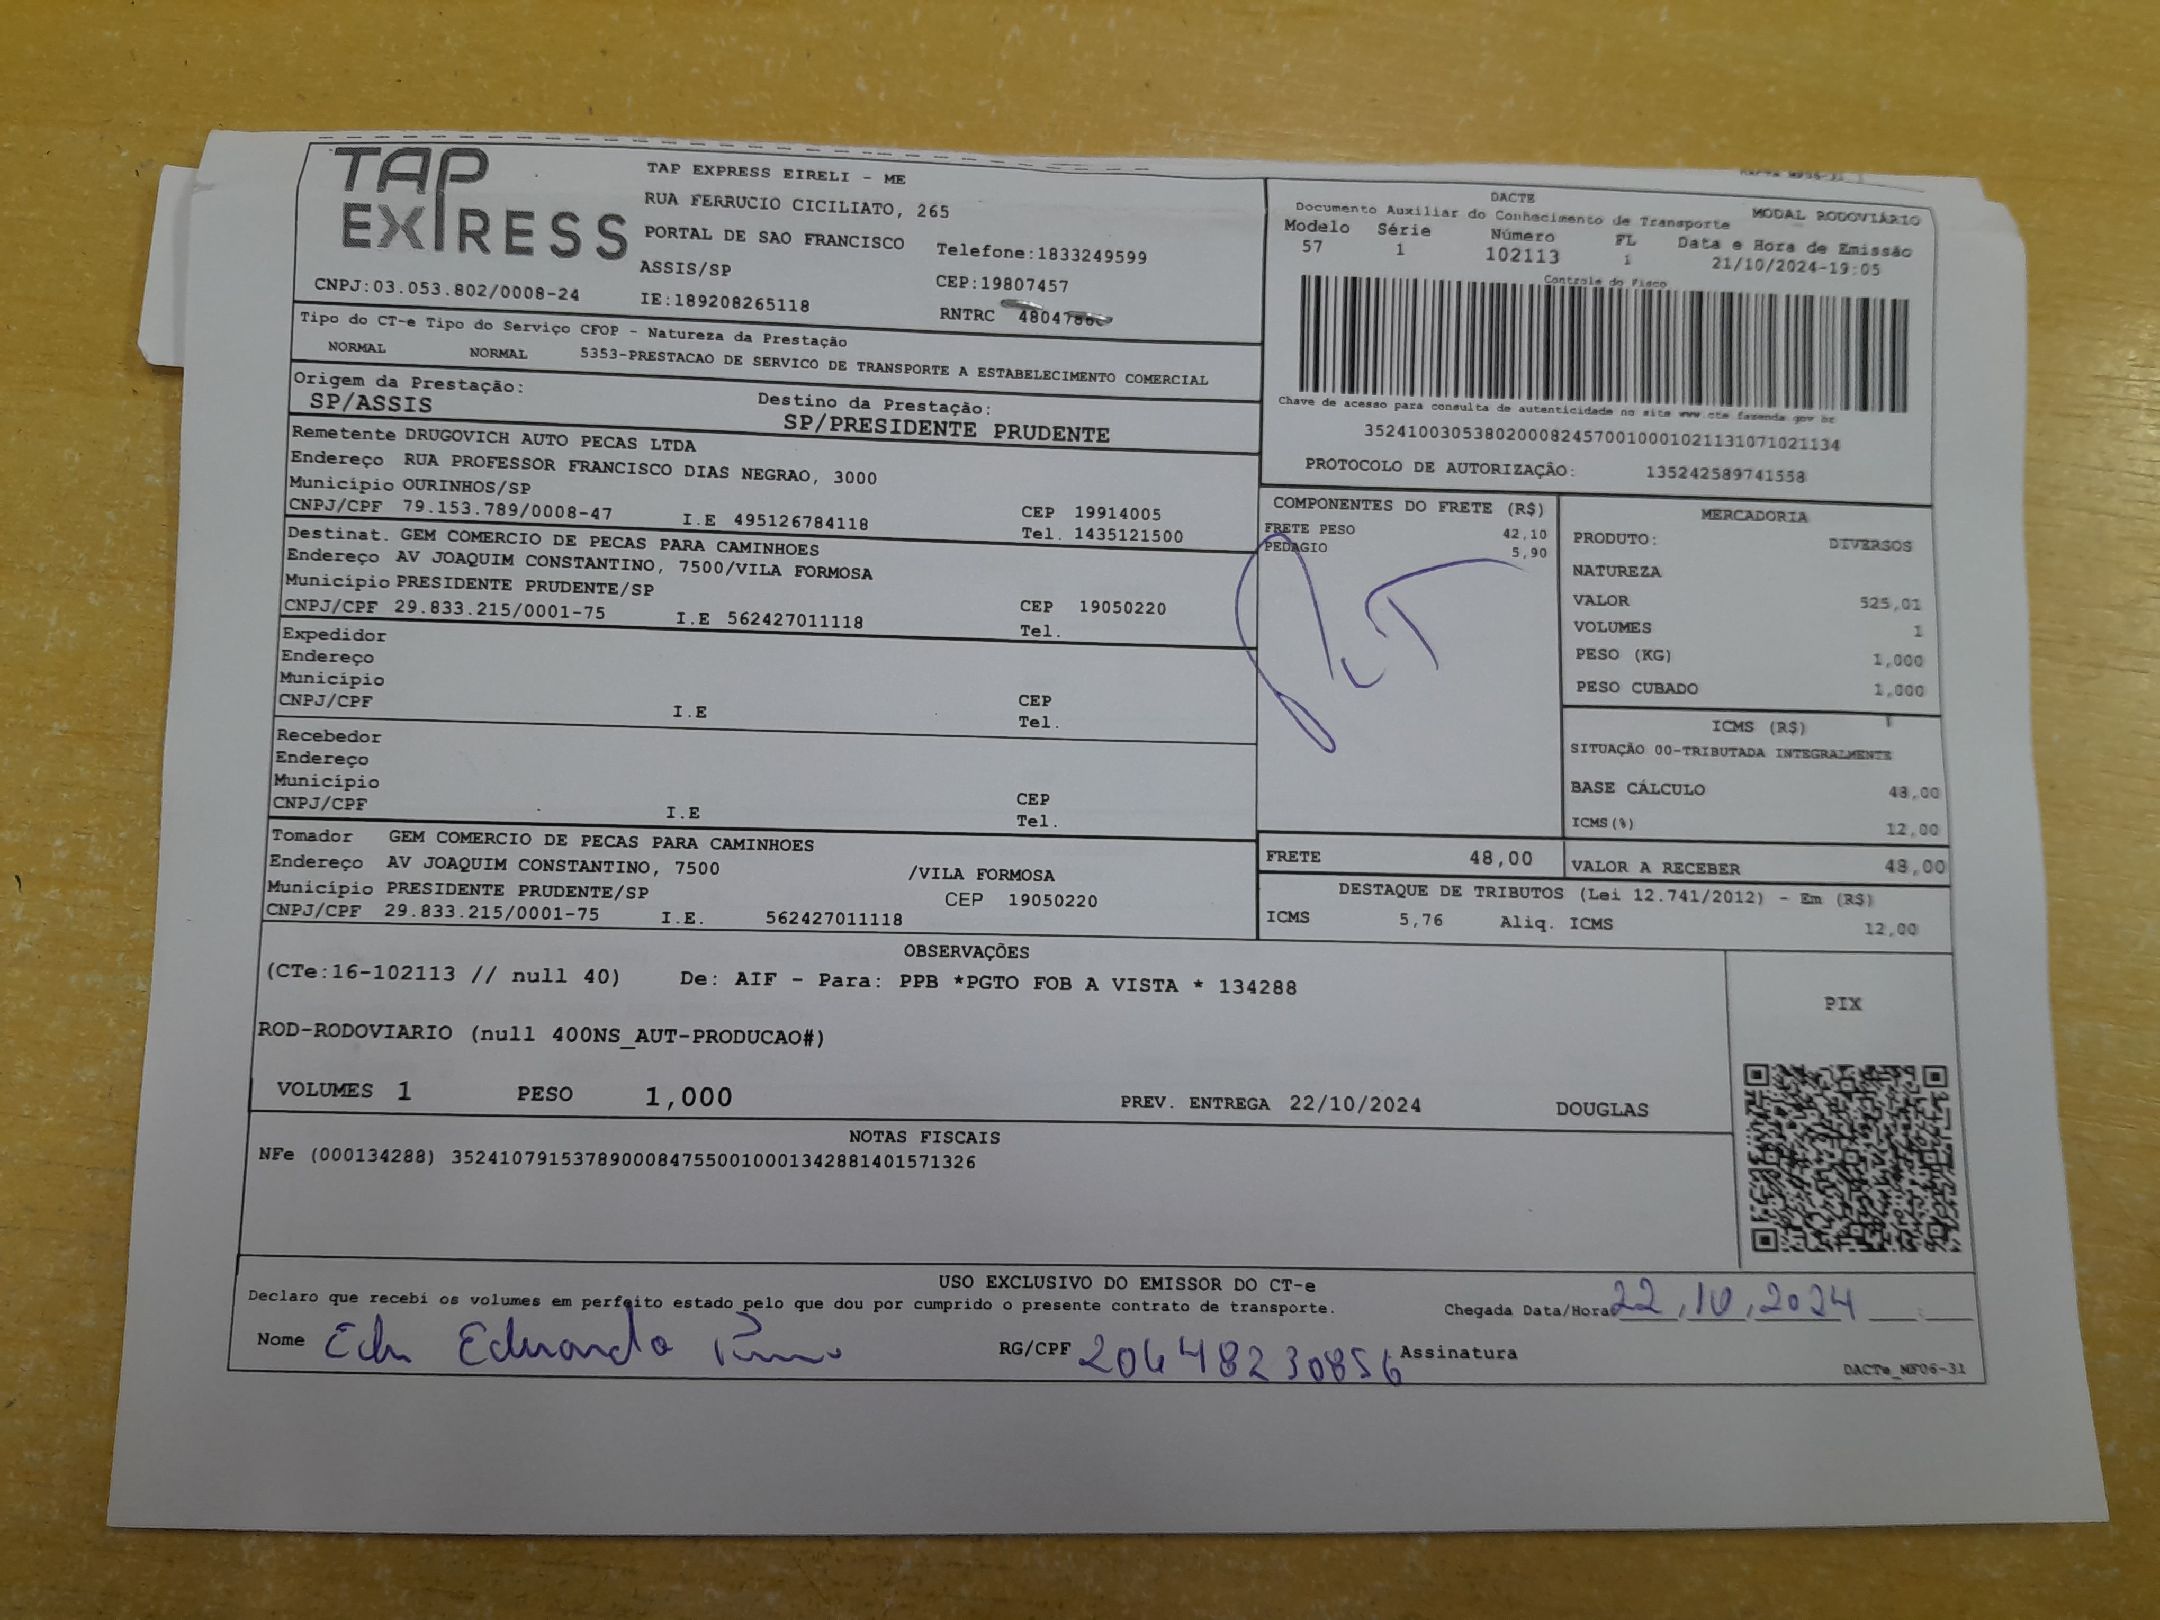 TAP EXPRESS
TAP EXPRESS EIRELI - ME
RUA FERRUCIO CICILIATO, 265
PORTAL DE SAO FRANCISCO Telefone:1833249599
ASSIS/SP CEP:19807457
CNPJ:03.053.802/0008-24 IE:189208265118 RNTRC
DACTE MODAL RODOVIÁRIO
Documento Auxiliar do Conhecimento de Transporte
Modelo Série Número FL Data e Hora de Emissão
57 1 102113 1 21/10/2024-19:05
Controle do Fisco
Chave de acesso para consulta de autenticidade no site www.cte.fazenda.gov.br
35241003053802000824570010001021131071021134
PROTOCOLO DE AUTORIZAÇÃO: 135242589741558
Tipo do CT-e Tipo do Serviço CFOP - Natureza da Prestação
NORMAL NORMAL 5353-PRESTACAO DE SERVICO DE TRANSPORTE A ESTABELECIMENTO COMERCIAL
Origem da Prestação: Destino da Prestação:
SP/ASSIS SP/PRESIDENTE PRUDENTE
Remetente DRUGOVICH AUTO PECAS LTDA
Endereço RUA PROFESSOR FRANCISCO DIAS NEGRAO, 3000
Município OURINHOS/SP CEP 19914005
CNPJ/CPF 79.153.789/0008-47 I.E 495126784118 Tel. 1435121500
Destinat. GEM COMERCIO DE PECAS PARA CAMINHOES
Endereço AV JOAQUIM CONSTANTINO, 7500/VILA FORMOSA
Município PRESIDENTE PRUDENTE/SP CEP 19050220
CNPJ/CPF 29.833.215/0001-75 I.E 562427011118 Tel.
Expedidor
Endereço
Município CEP
CNPJ/CPF I.E Tel.
Recebedor
Endereço
Município CEP
CNPJ/CPF I.E Tel.
Tomador GEM COMERCIO DE PECAS PARA CAMINHOES
Endereço AV JOAQUIM CONSTANTINO, 7500 /VILA FORMOSA
Município PRESIDENTE PRUDENTE/SP CEP 19050220
CNPJ/CPF 29.833.215/0001-75 I.E. 562427011118
COMPONENTES DO FRETE (R$)
FRETE PESO 42,10
PEDAGIO 5,90
MERCADORIA
PRODUTO: DIVERSOS
NATUREZA
VALOR 525,01
VOLUMES 1
PESO (KG) 1,000
PESO CUBADO 1,000
ICMS (R$)
SITUAÇÃO 00-TRIBUTADA INTEGRALMENTE
BASE CÁLCULO 48,00
ICMS(%) 12,00
FRETE 48,00 VALOR A RECEBER 48,00
DESTAQUE DE TRIBUTOS (Lei 12.741/2012) - Em (R$)
ICMS 5,76 Aliq. ICMS 12,00
OBSERVAÇÕES
(CTe:16-102113 // null 40) De: AIF - Para: PPB *PGTO FOB A VISTA * 134288
ROD-RODOVIARIO (null 400NS_AUT-PRODUCAO#)
PIX
VOLUMES 1 PESO 1,000 PREV. ENTREGA 22/10/2024 DOUGLAS
NOTAS FISCAIS
NFe (000134288) 35241079153789000847550010001342881401571326
USO EXCLUSIVO DO EMISSOR DO CT-e
Declaro que recebi os volumes em perfeito estado pelo que dou por cumprido o presente contrato de transporte. Chegada Data/Hora 22,10,2024
Nome Eduardo RG/CPF 20648230856 Assinatura
DACTe_MF06-31